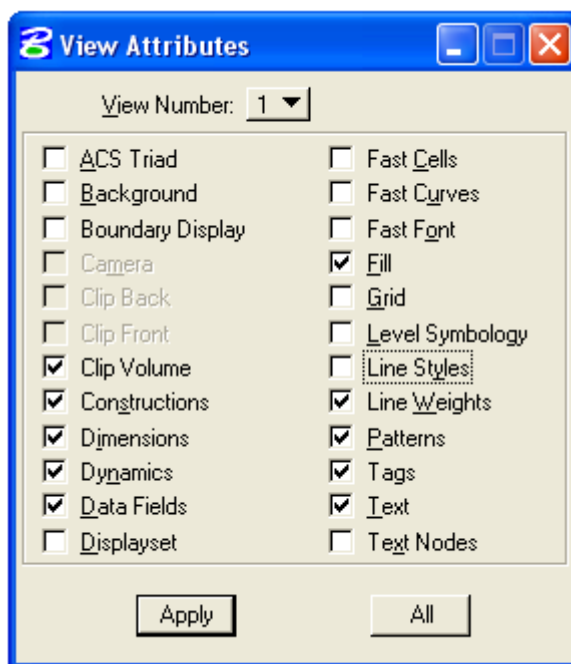 View Attributes
View Number: 1
ACS Triad
Background
Boundary Display
Camera
Clip Back
Clip Front
Clip Volume
Constructions
Dimensions
Dynamics
Data Fields
Displayset
Fast Cells
Fast Curves
Fast Font
Fill
Grid
Level Symbology
Line Styles
Line Weights
Patterns
Tags
Text
Text Nodes
Apply
All